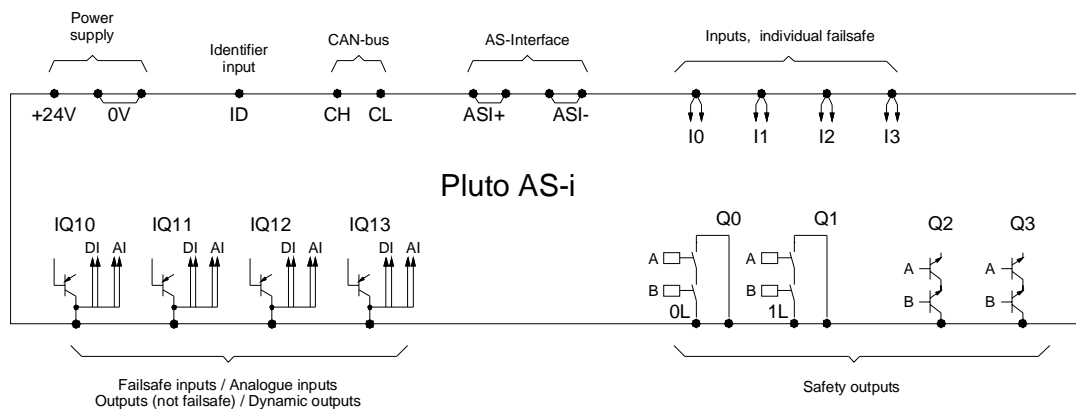 Power
supply
Identifier
input
CAN-bus
AS-Interface
Inputs, individual failsafe
+24V
0V
ID
CH
CL
ASI+
ASI-
I0
I1
I2
I3
Pluto AS-i
IQ10
IQ11
IQ12
IQ13
DI
AI
DI
AI
DI
AI
DI
AI
Q0
Q1
Q2
Q3
A
A
A
A
B
B
B
B
0L
1L
Failsafe inputs / Analogue inputs
Outputs (not failsafe) / Dynamic outputs
Safety outputs